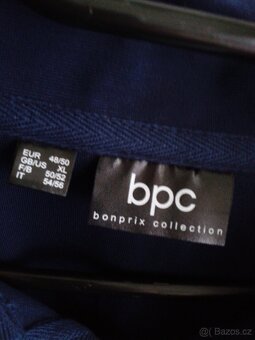 EUR 48/50
GB/US XL
F/B 50/52
IT 54/56
bpc
bonprix collection
Bazos.cz